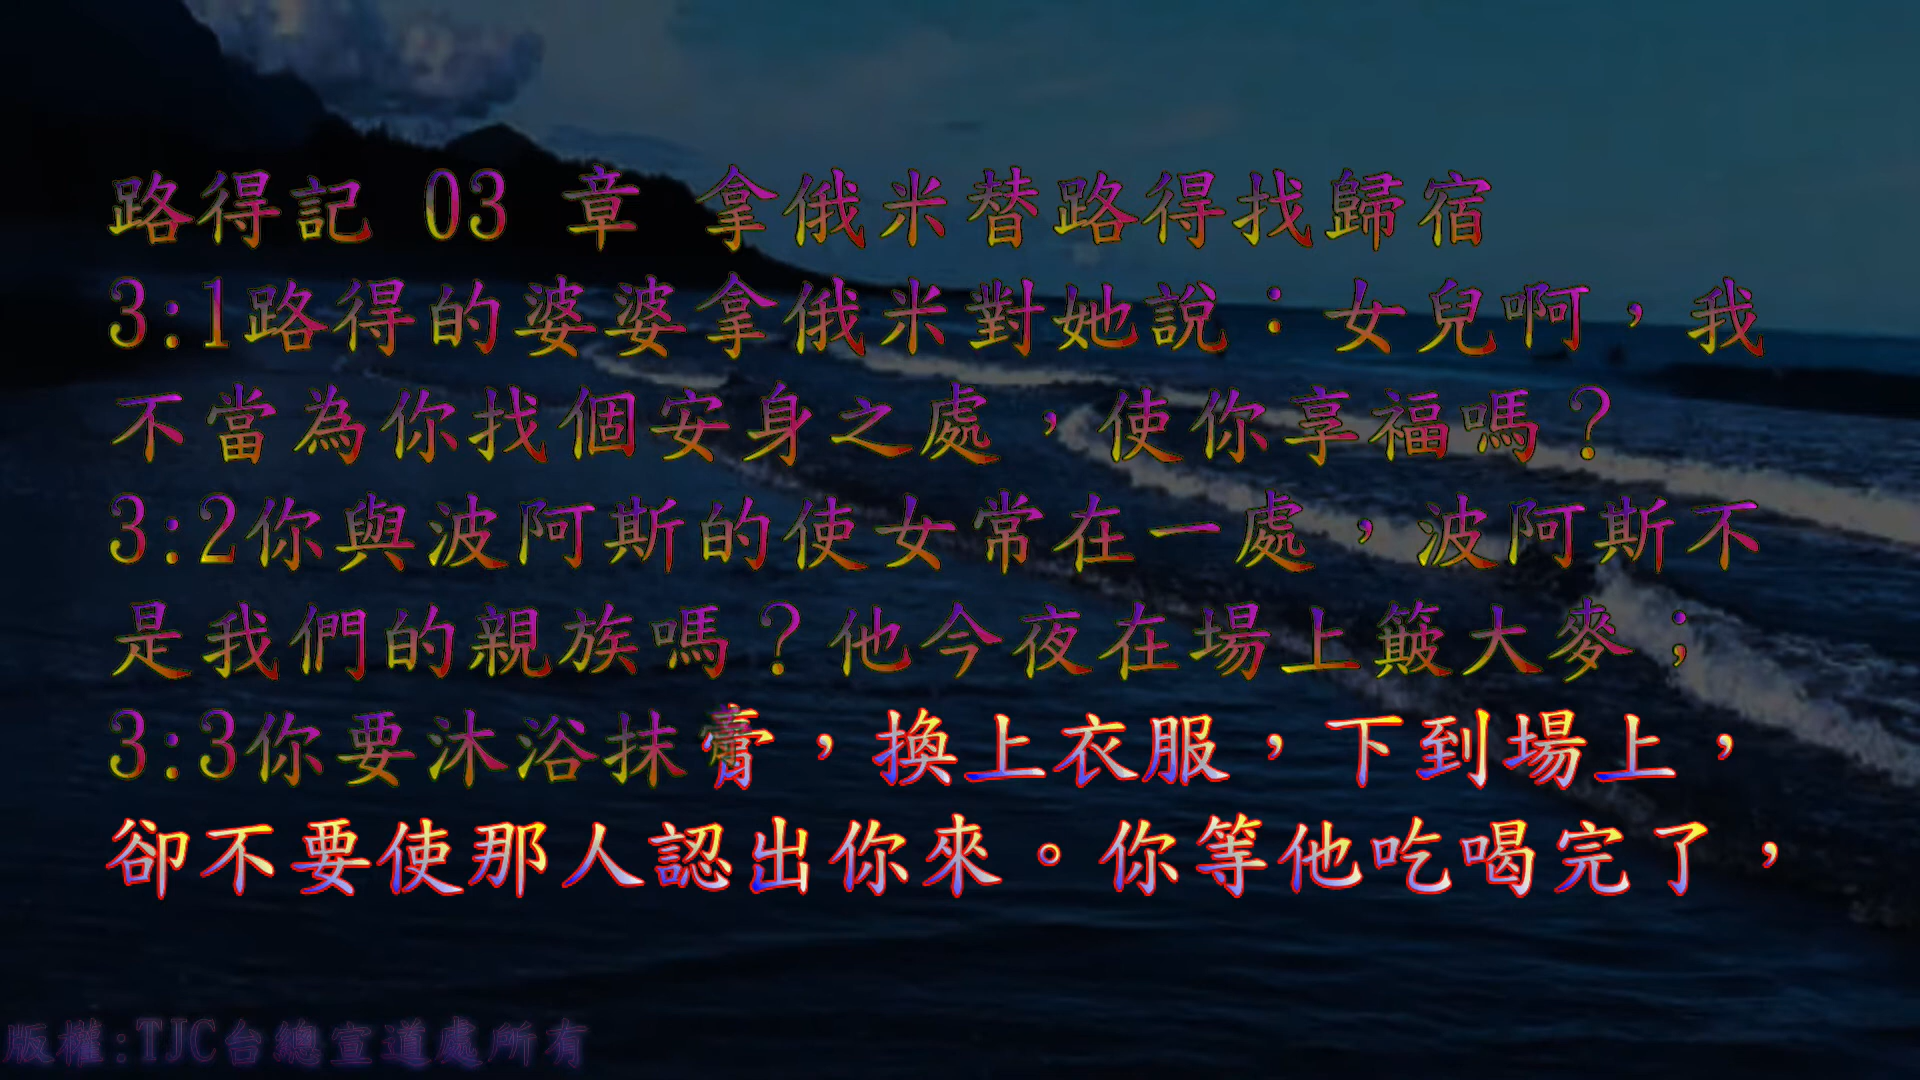 路得記 03 章 拿俄米替路得找歸宿
3:1路得的婆婆拿俄米對她說：女兒啊，我
不當為你找個安身之處，使你享福嗎？
3:2你與波阿斯的使女常在一處，波阿斯不
是我們的親族嗎？他今夜在場上簸大麥；
3:3你要沐浴抹膏，換上衣服，下到場上，
卻不要使那人認出你來。你等他吃喝完了，
版權:TJC台總宣道處所有